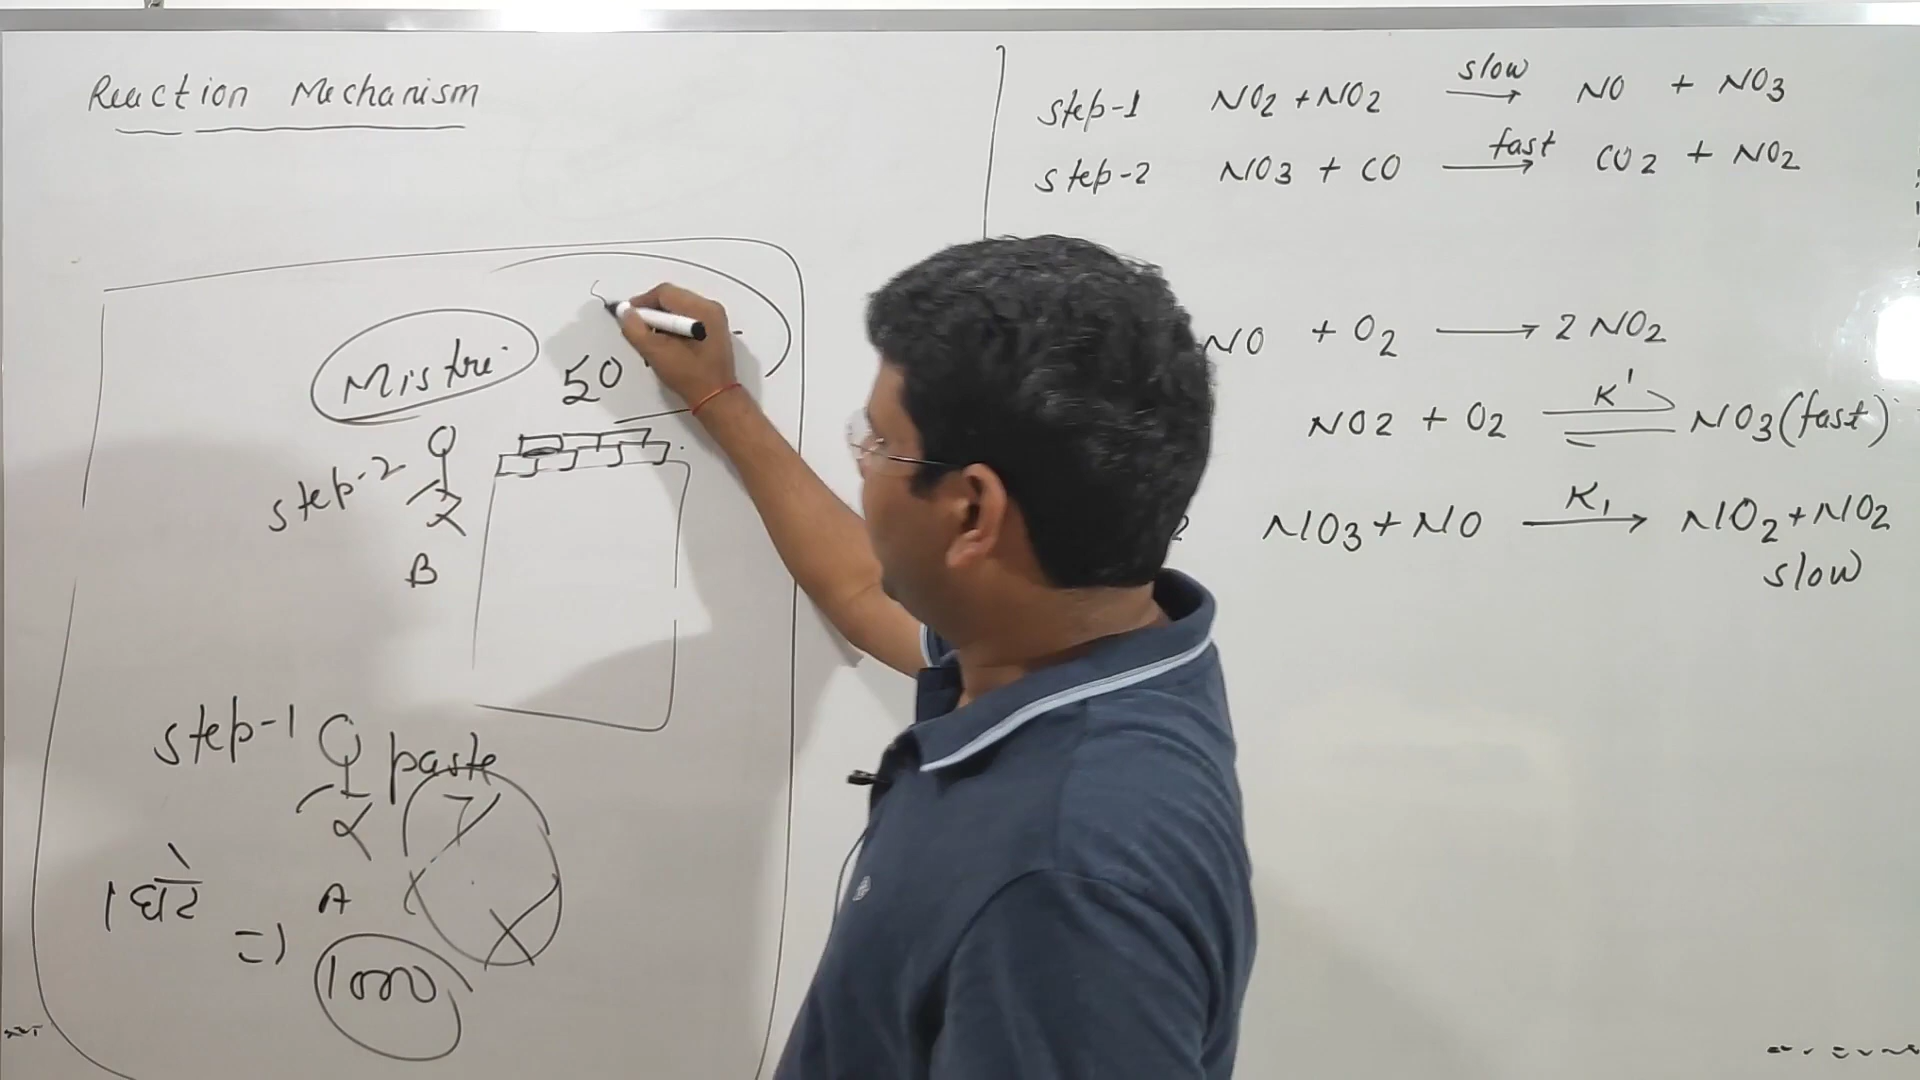 Reaction Mechanism
Mistri
50
step-2
B
step-1 paste
A
1 घंटे
=) 1000
step-1 NO2 + NO2 slow → NO + NO3
step-2 NO3 + CO fast → CO2 + NO2
NO + O2 → 2 NO2
NO2 + O2 K' ⇌ NO3 (fast)
2 NO3 + NO K1 → NO2 + NO2
slow